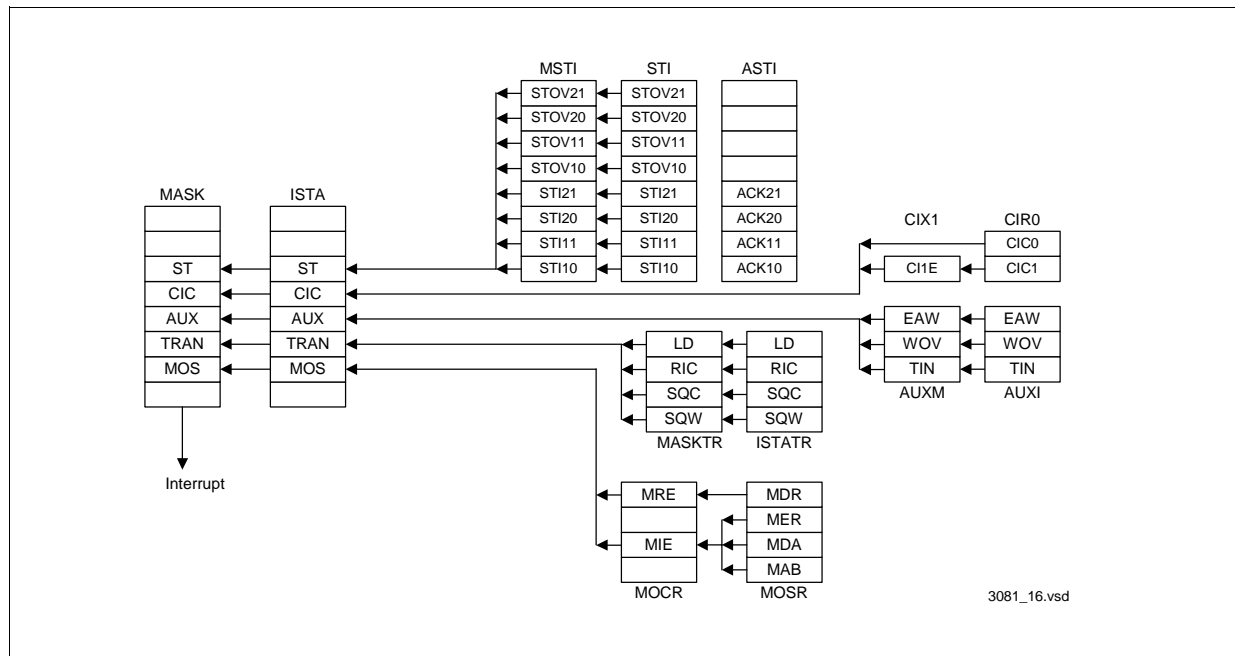 MSTI STI ASTI
STOV21 STOV21
STOV20 STOV20
STOV11 STOV11
STOV10 STOV10
MASK ISTA STI21 STI21 ACK21
STI20 STI20 ACK20 CIX1 CIR0
STI11 STI11 ACK11 CIC0
ST ST STI10 STI10 ACK10 CI1E CIC1
CIC CIC
AUX AUX EAW EAW
TRAN TRAN LD LD WOV WOV
MOS MOS RIC RIC TIN TIN
SQC SQC AUXM AUXI
SQW SQW
MASKTR ISTATR
Interrupt
MRE MDR
MER
MIE MDA
MAB
MOCR MOSR
3081_16.vsd